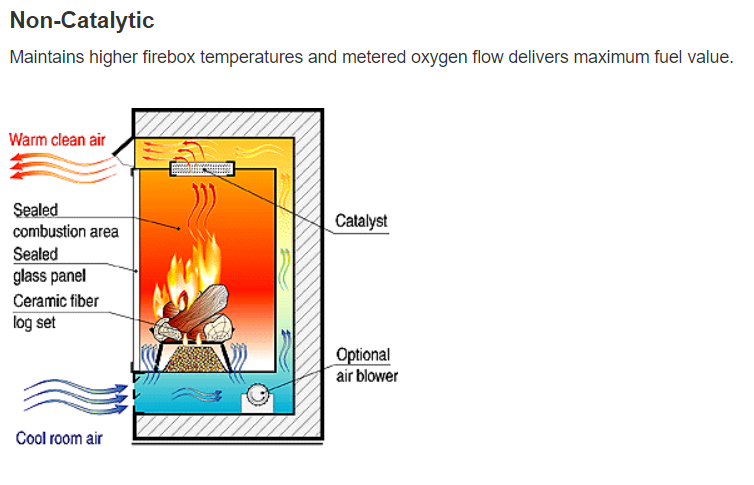 Non-Catalytic
Maintains higher firebox temperatures and metered oxygen flow delivers maximum fuel value.
Warm clean air
Sealed
combustion area
Sealed
glass panel
Ceramic fiber
log set
Catalyst
Optional
air blower
Cool room air